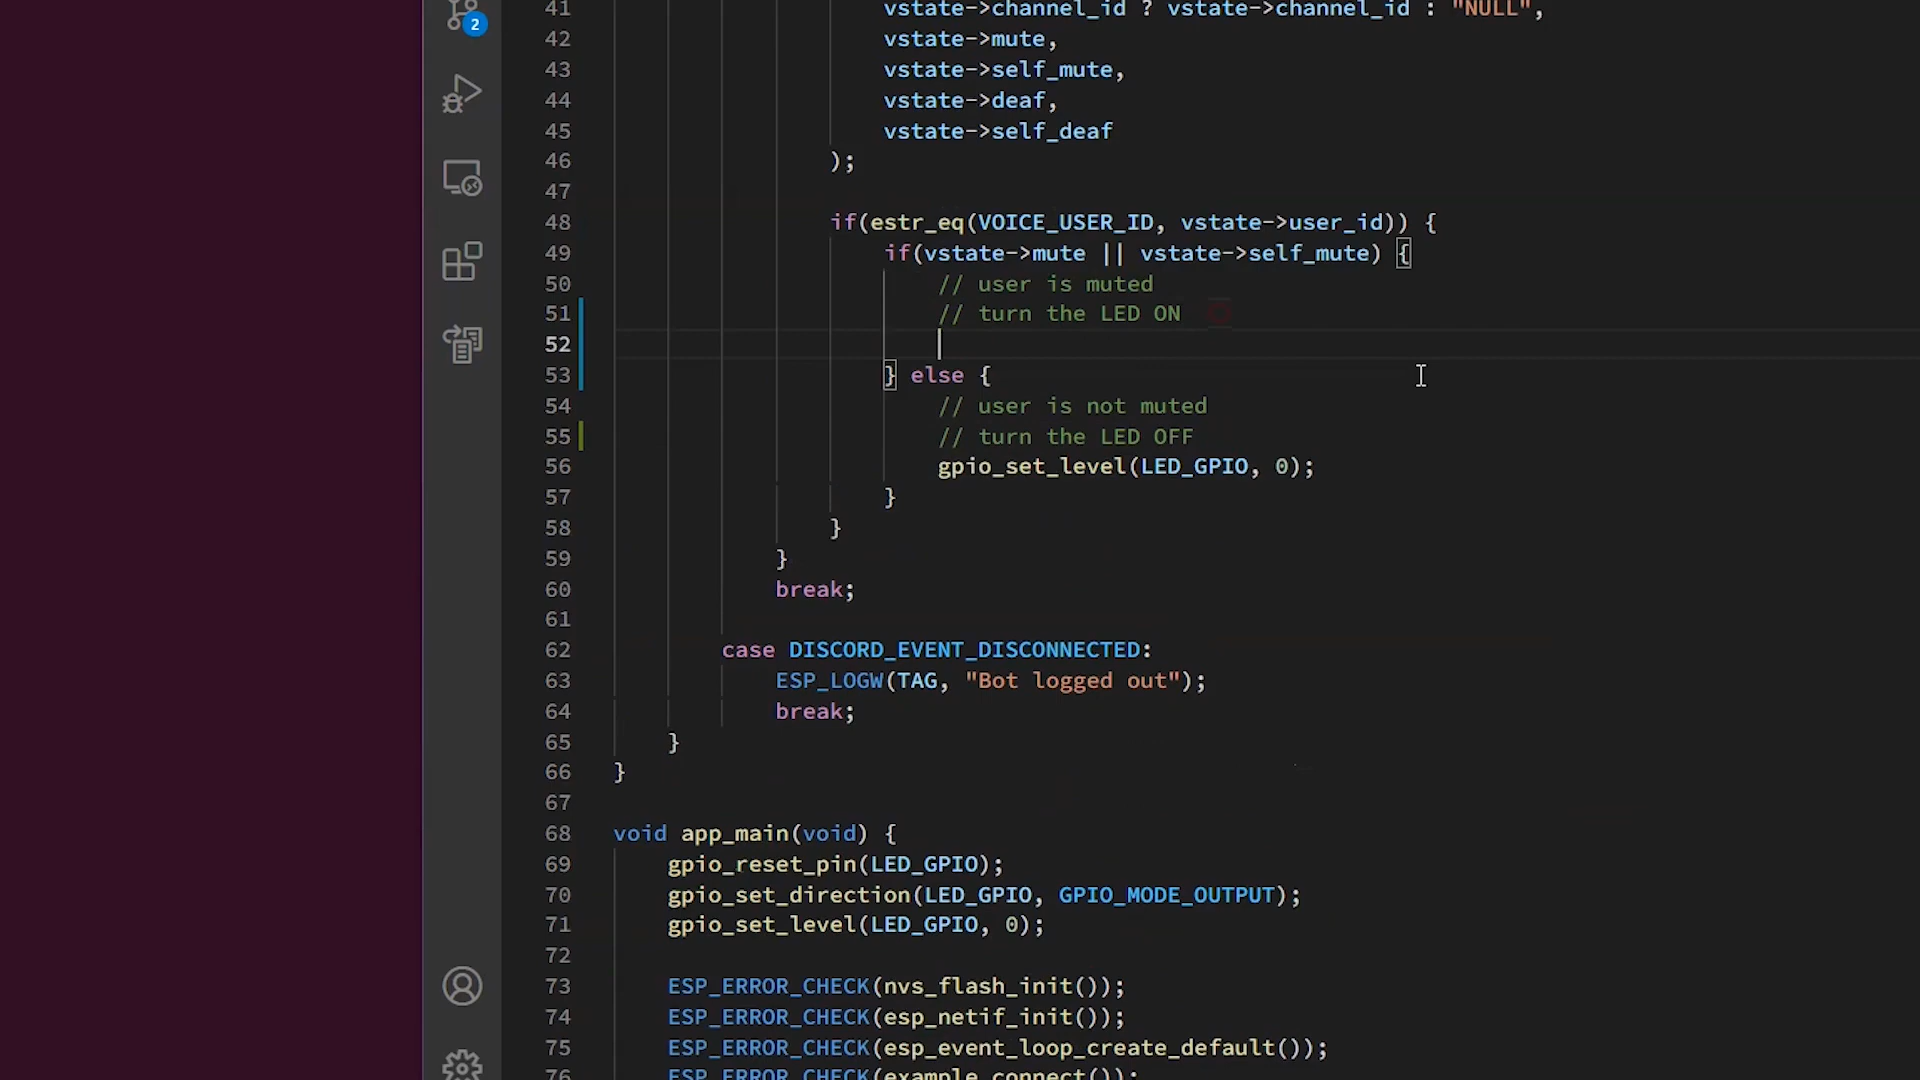 2
41 vstate->channel_id ? vstate->channel_id : "NULL",
42 vstate->mute,
43 vstate->self_mute,
44 vstate->deaf,
45 vstate->self_deaf
46 );
47
48 if(estr_eq(VOICE_USER_ID, vstate->user_id)) {
49 if(vstate->mute || vstate->self_mute) {
50 // user is muted
51 // turn the LED ON
52
53 } else {
54 // user is not muted
55 // turn the LED OFF
56 gpio_set_level(LED_GPIO, 0);
57 }
58 }
59 }
60 break;
61
62 case DISCORD_EVENT_DISCONNECTED:
63 ESP_LOGW(TAG, "Bot logged out");
64 break;
65 }
66 }
67
68 void app_main(void) {
69 gpio_reset_pin(LED_GPIO);
70 gpio_set_direction(LED_GPIO, GPIO_MODE_OUTPUT);
71 gpio_set_level(LED_GPIO, 0);
72
73 ESP_ERROR_CHECK(nvs_flash_init());
74 ESP_ERROR_CHECK(esp_netif_init());
75 ESP_ERROR_CHECK(esp_event_loop_create_default());
76 ESP_ERROR_CHECK(example_connect());